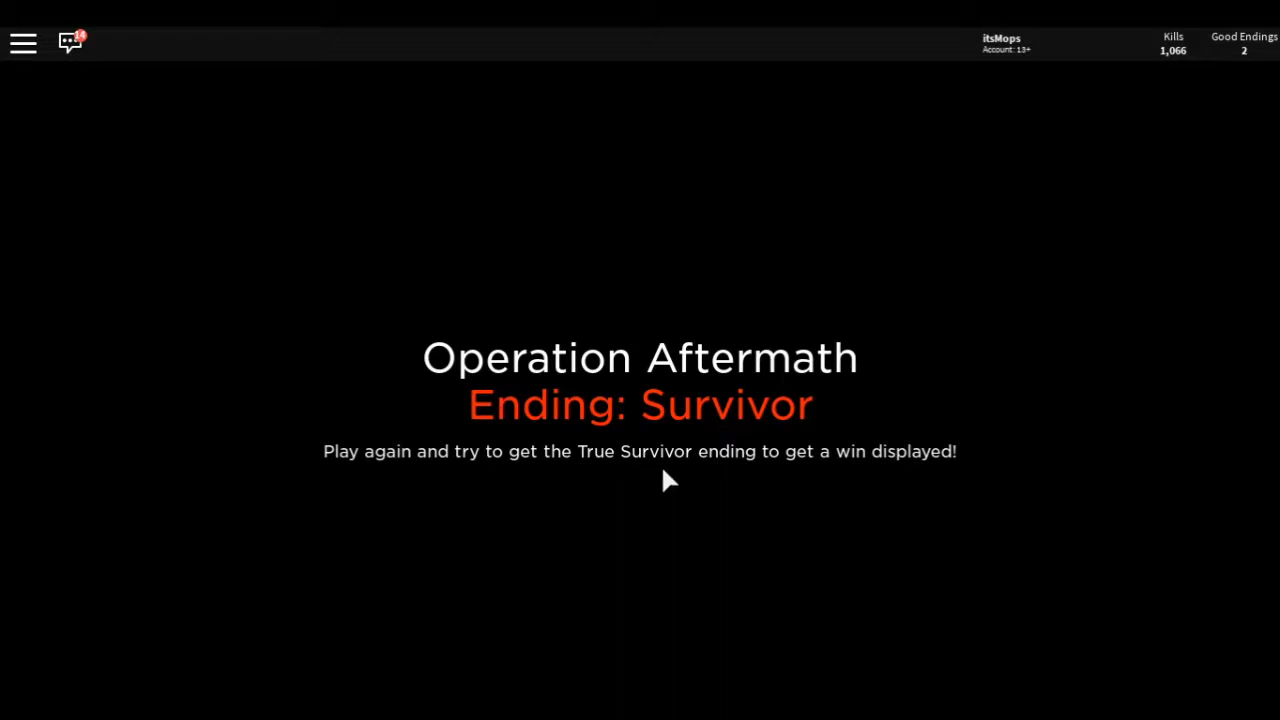 14
itsMops
Account: 13+
Kills
1,066
Good Endings
2
Operation Aftermath
Ending: Survivor
Play again and try to get the True Survivor ending to get a win displayed!